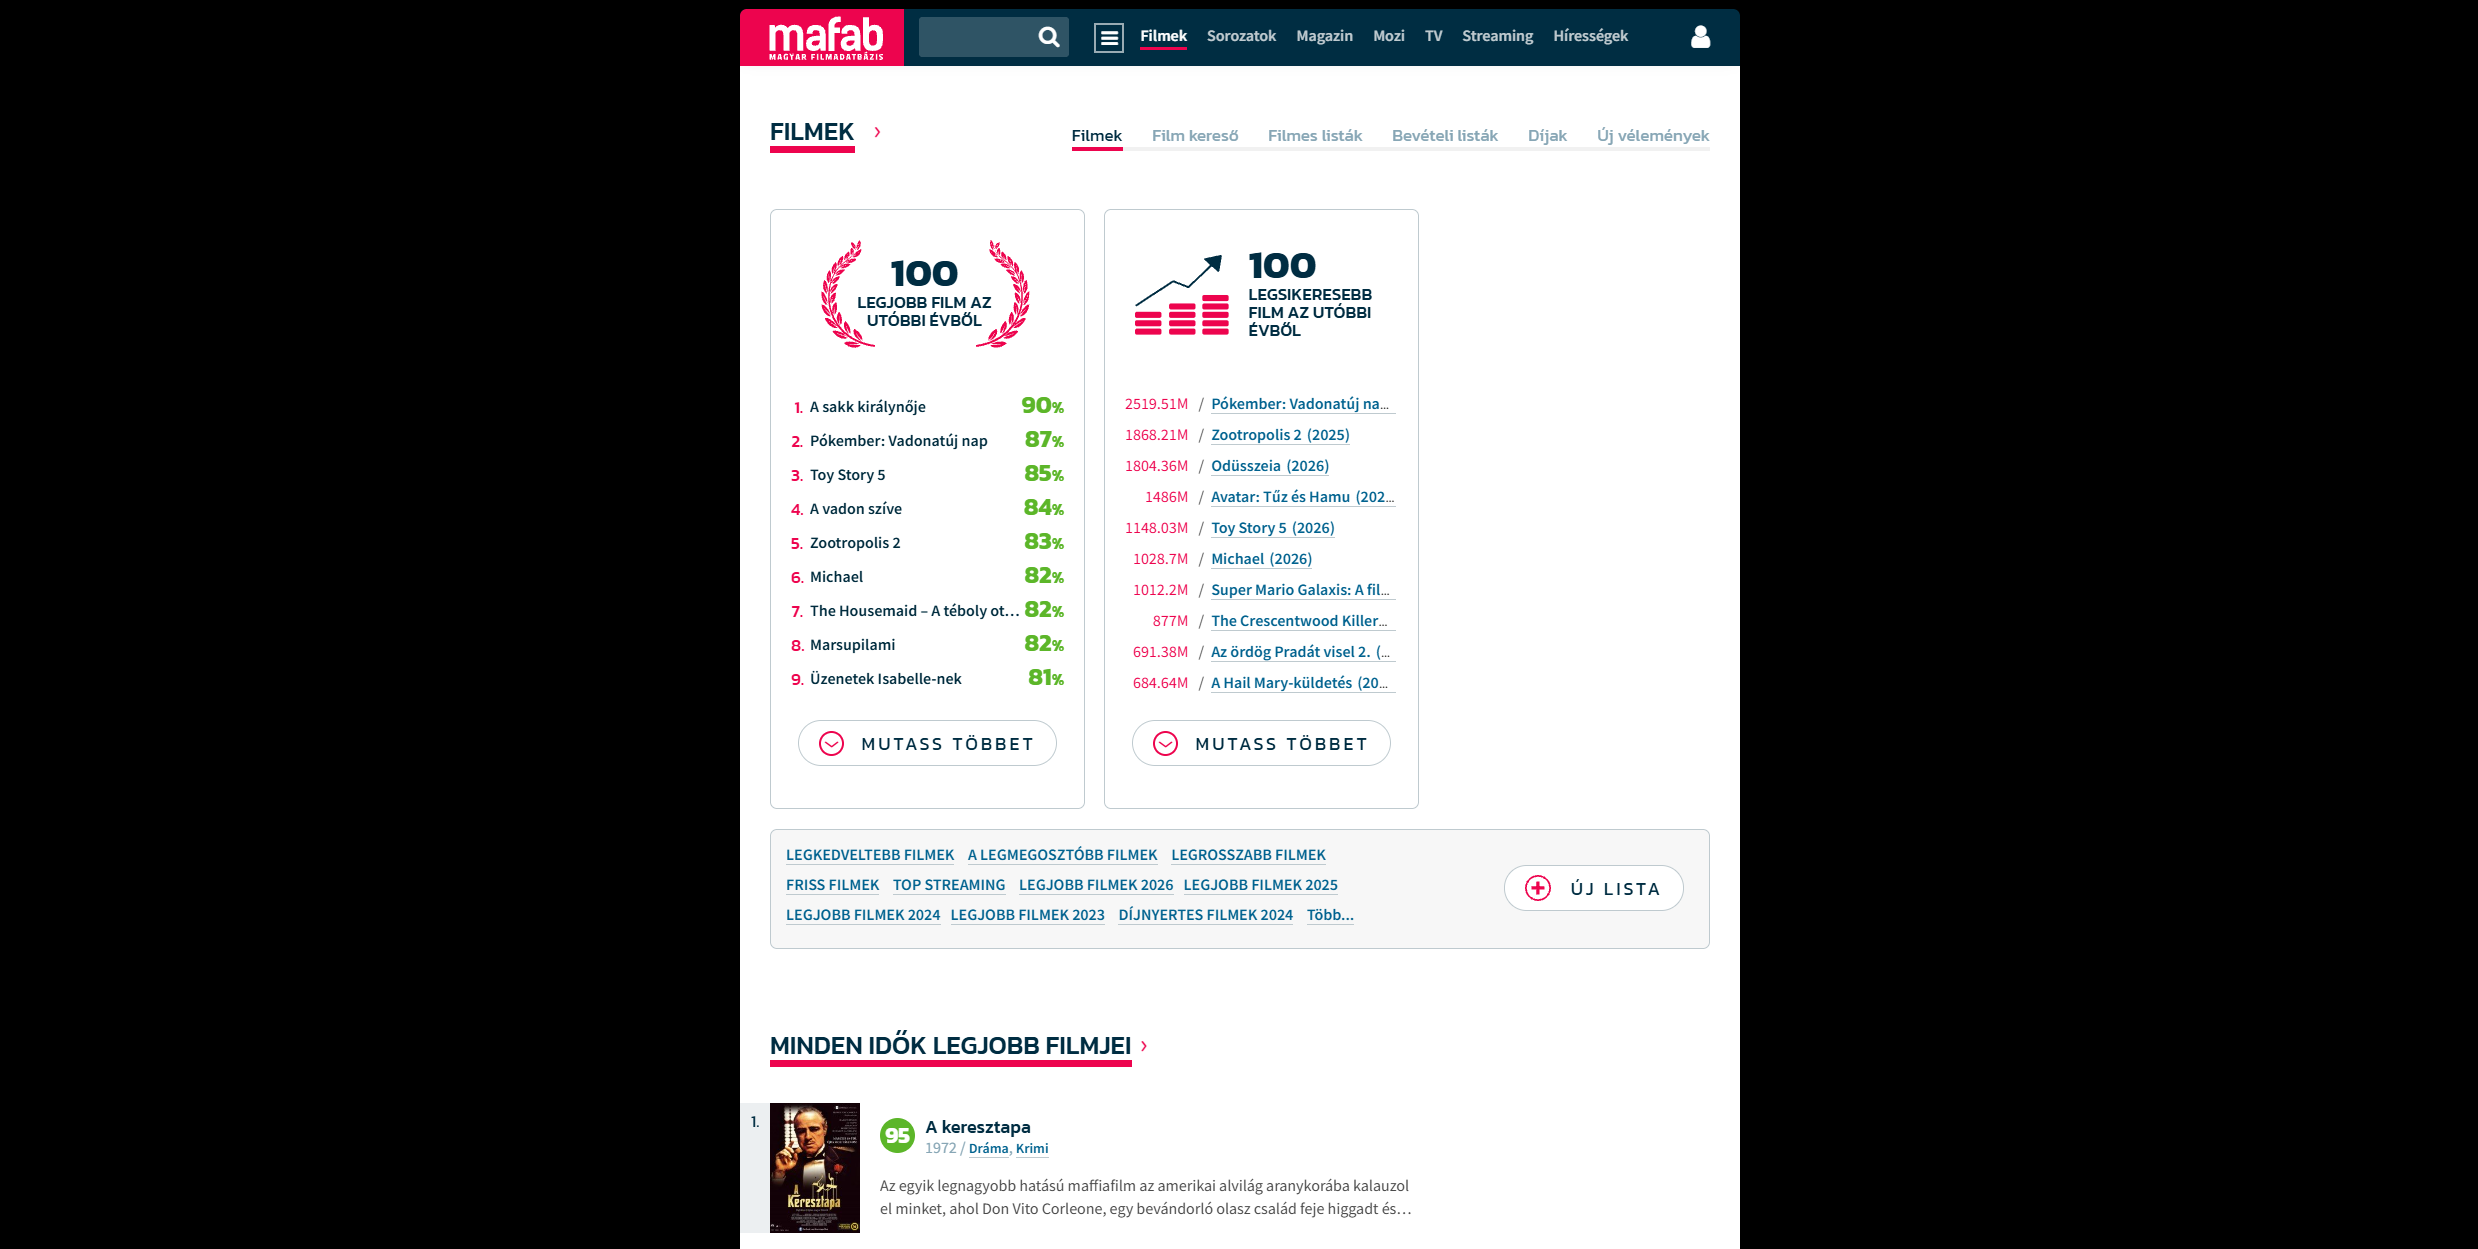 mafab
MAGYAR FILMADATBÁZIS
Filmek Sorozatok Magazin Mozi TV Streaming Hírességek
FILMEK ›
Filmek Film kereső Filmes listák Bevételi listák Díjak Új vélemények
100
LEGJOBB FILM AZ
UTÓBBI ÉVBŐL
1. A sakk királynője 90%
2. Pókember: Vadonatúj nap 87%
3. Toy Story 5 85%
4. A vadon szíve 84%
5. Zootropolis 2 83%
6. Michael 82%
7. The Housemaid – A téboly ot… 82%
8. Marsupilami 82%
9. Üzenetek Isabelle-nek 81%
MUTASS TÖBBET
100
LEGSIKERESEBB
FILM AZ UTÓBBI
ÉVBŐL
2519.51M / Pókember: Vadonatúj na…
1868.21M / Zootropolis 2 (2025)
1804.36M / Odüsszeia (2026)
1486M / Avatar: Tűz és Hamu (202…
1148.03M / Toy Story 5 (2026)
1028.7M / Michael (2026)
1012.2M / Super Mario Galaxis: A fil…
877M / The Crescentwood Killer…
691.38M / Az ördög Pradát visel 2. (…
684.64M / A Hail Mary-küldetés (20…
MUTASS TÖBBET
LEGKEDVELTEBB FILMEK A LEGMEGOSZTÓBB FILMEK LEGROSSZABB FILMEK
FRISS FILMEK TOP STREAMING LEGJOBB FILMEK 2026 LEGJOBB FILMEK 2025
LEGJOBB FILMEK 2024 LEGJOBB FILMEK 2023 DÍJNYERTES FILMEK 2024 Több...
ÚJ LISTA
MINDEN IDŐK LEGJOBB FILMJEI ›
1.
A
Keresztapa
95 A keresztapa
1972 / Dráma, Krimi
Az egyik legnagyobb hatású maffiafilm az amerikai alvilág aranykorába kalauzol
el minket, ahol Don Vito Corleone, egy bevándorló olasz család feje higgadt és…